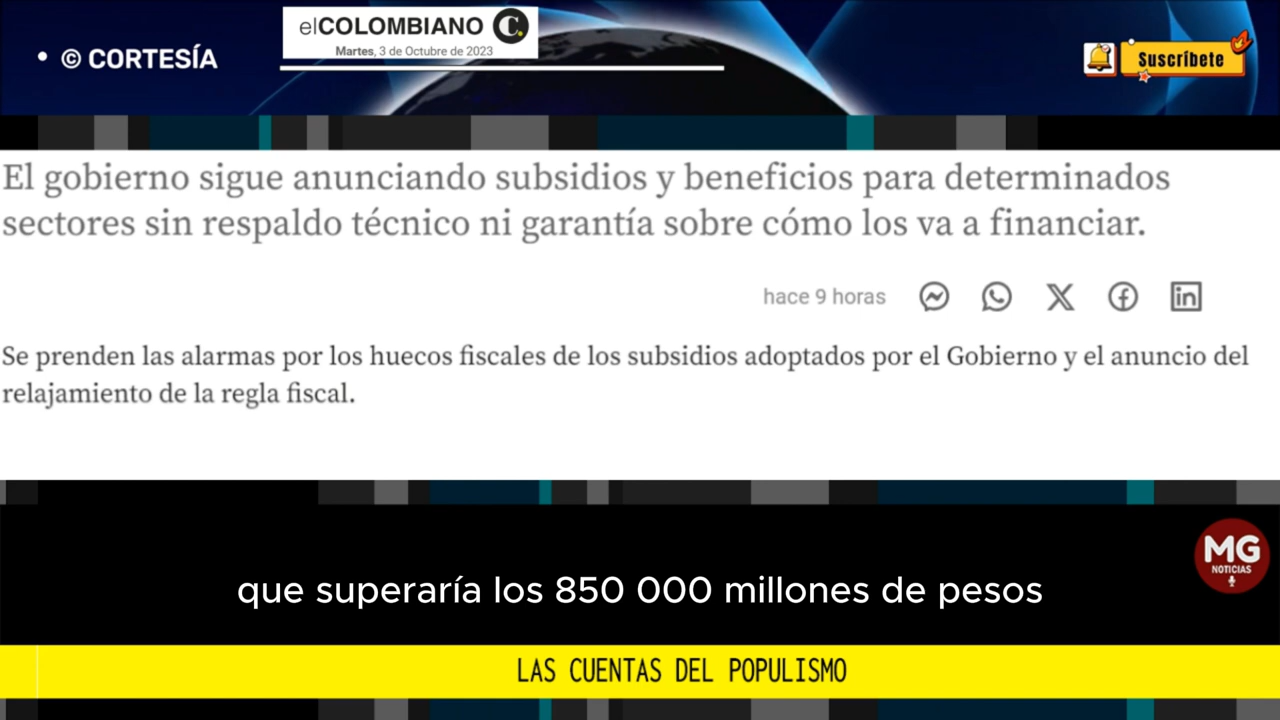 • © CORTESÍA
elCOLOMBIANO C.
Martes, 3 de Octubre de 2023
Suscríbete
El gobierno sigue anunciando subsidios y beneficios para determinados
sectores sin respaldo técnico ni garantía sobre cómo los va a financiar.
hace 9 horas
Se prenden las alarmas por los huecos fiscales de los subsidios adoptados por el Gobierno y el anuncio del
relajamiento de la regla fiscal.
MG
NOTICIAS
que superaría los 850 000 millones de pesos
LAS CUENTAS DEL POPULISMO